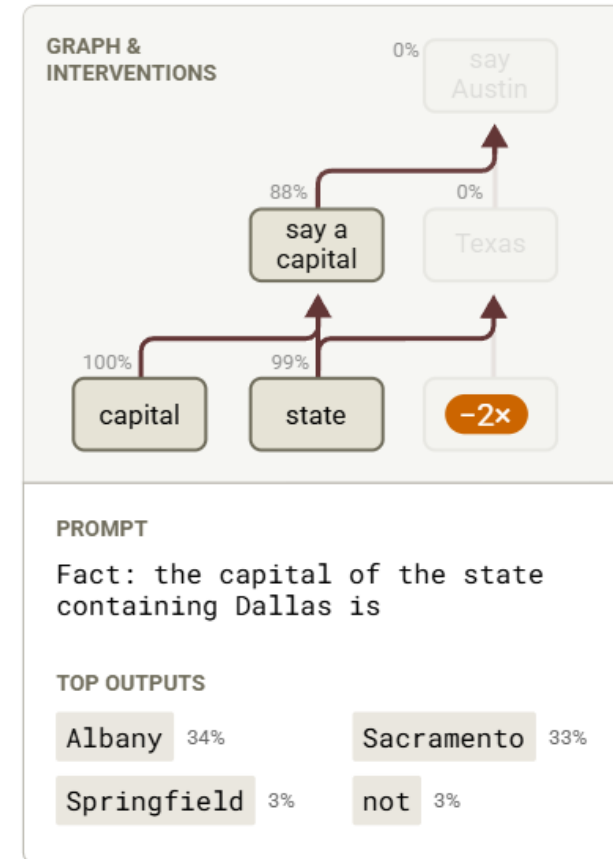 GRAPH &
INTERVENTIONS
0%
say
Austin
88%
0%
say a
capital
Texas
100%
99%
capital
state
−2×
PROMPT
Fact: the capital of the state
containing Dallas is
TOP OUTPUTS
Albany 34% Sacramento 33%
Springfield 3% not 3%